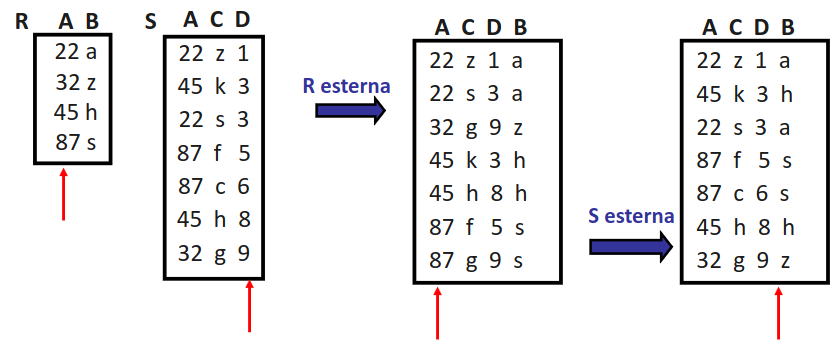 R A B
22 a
32 z
45 h
87 s
S A C D
22 z 1
45 k 3
22 s 3
87 f 5
87 c 6
45 h 8
32 g 9
R esterna
A C D B
22 z 1 a
22 s 3 a
32 g 9 z
45 k 3 h
45 h 8 h
87 f 5 s
87 g 9 s
S esterna
A C D B
22 z 1 a
45 k 3 h
22 s 3 a
87 f 5 s
87 c 6 s
45 h 8 h
32 g 9 z